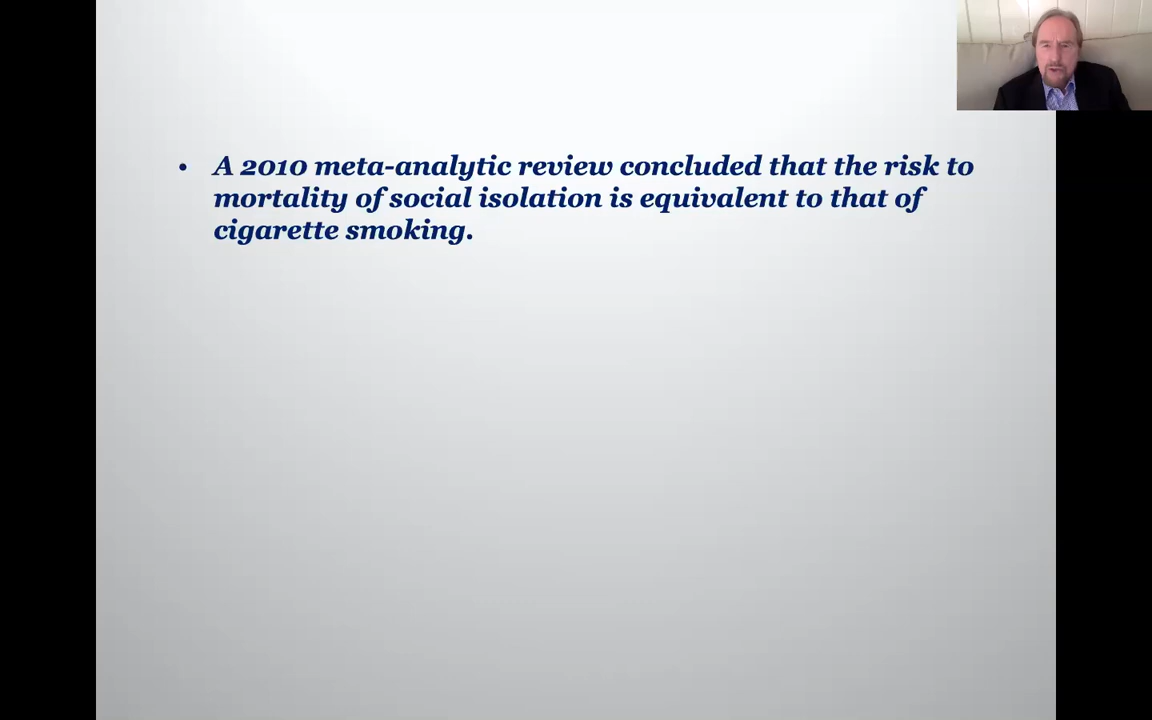 • A 2010 meta-analytic review concluded that the risk to
mortality of social isolation is equivalent to that of
cigarette smoking.